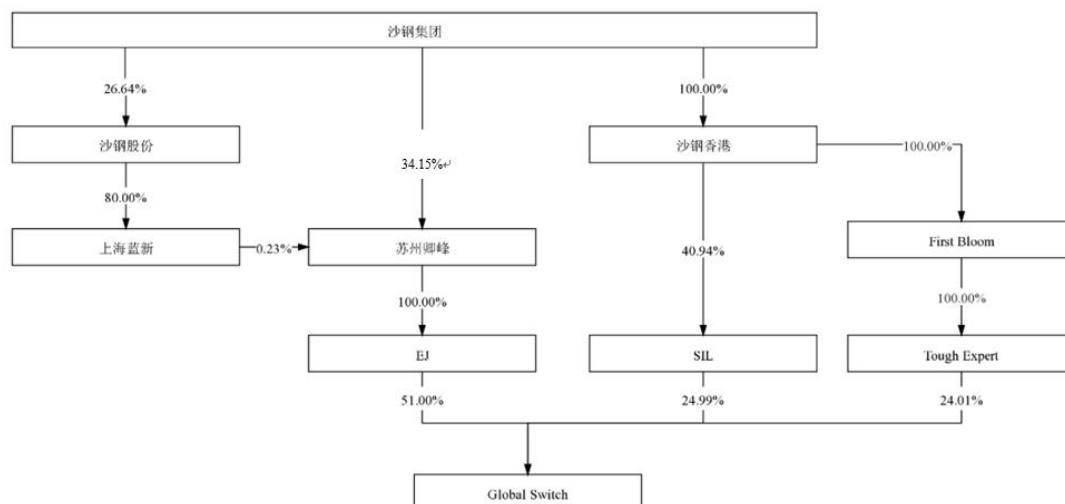 沙钢集团
26.64%
100.00%
沙钢股份
沙钢香港
100.00%
34.15%↵
80.00%
上海蓝新
0.23%
苏州卿峰
40.94%
First Bloom
100.00%
100.00%
EJ
SIL
Tough Expert
51.00%
24.99%
24.01%
Global Switch